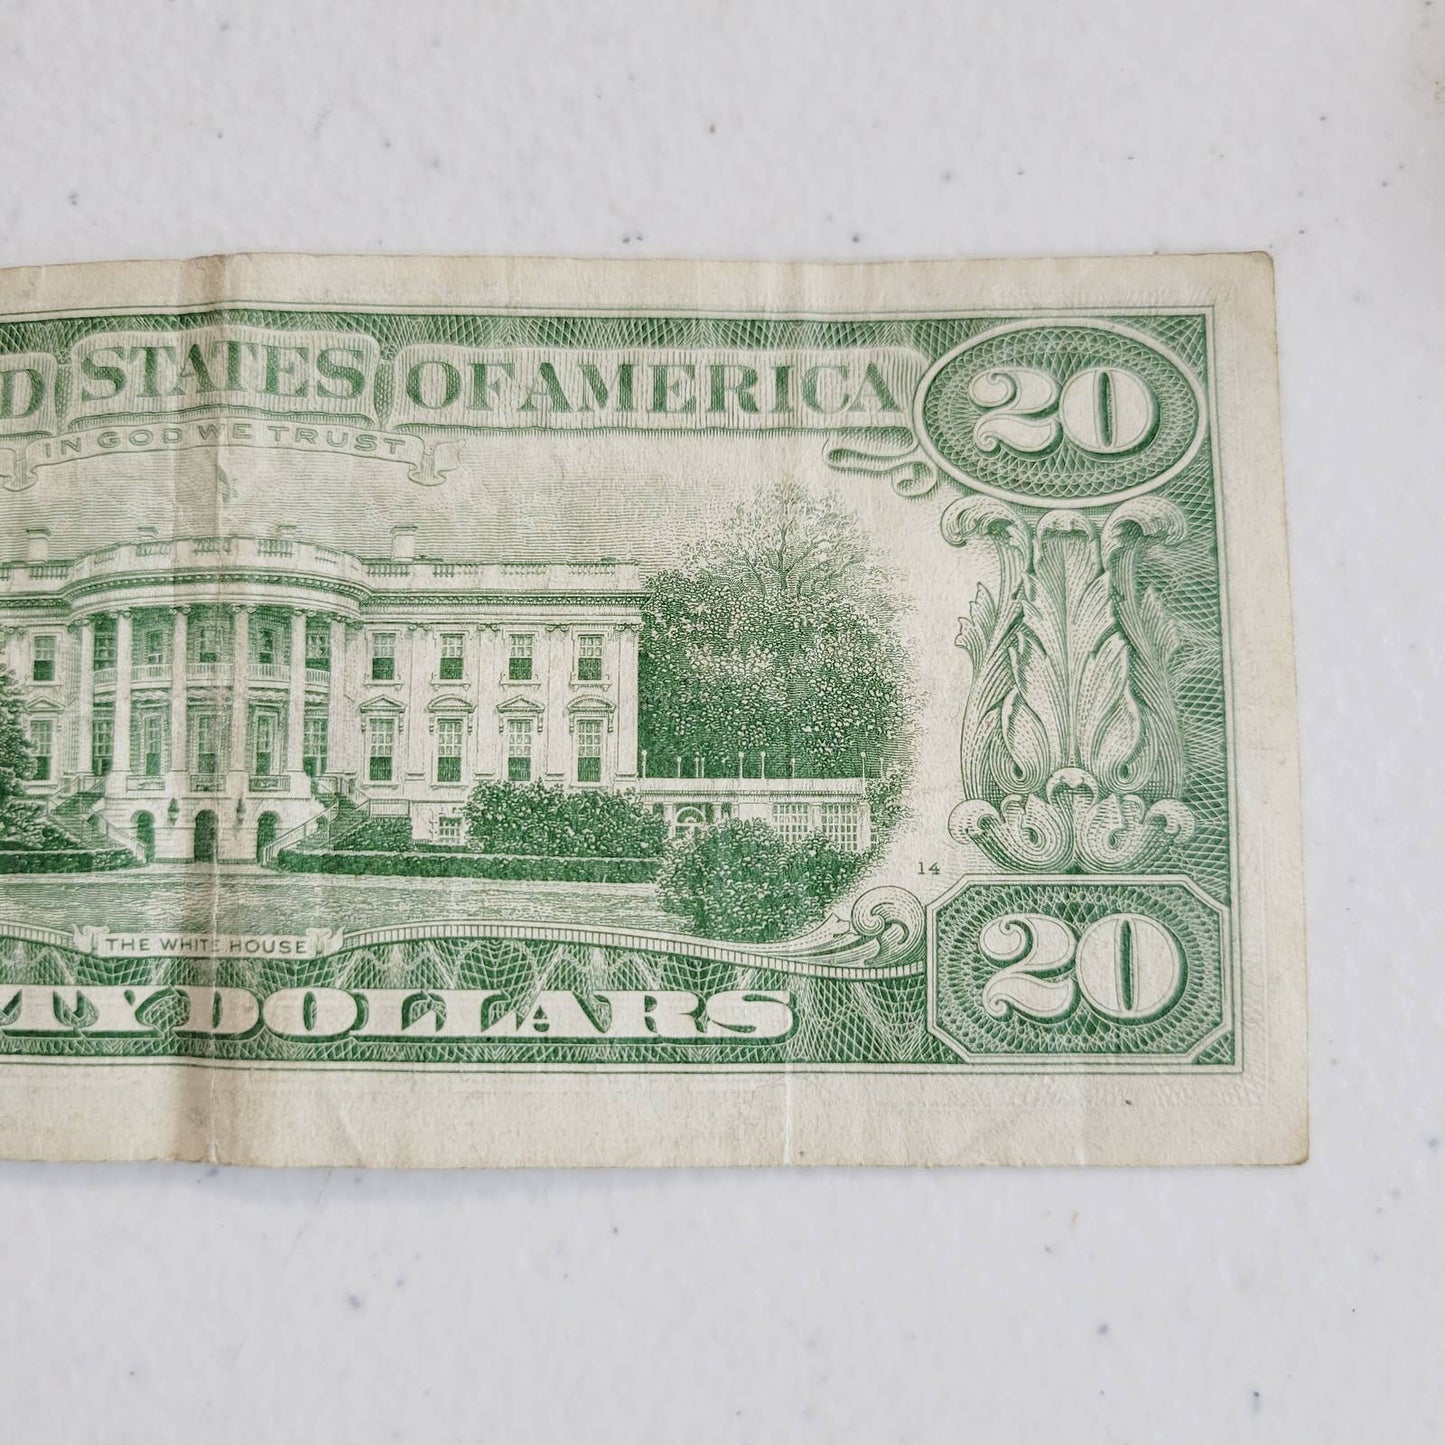 D STATES OF AMERICA 20
IN GOD WE TRUST
14
THE WHITE HOUSE
TY DOLLARS 20